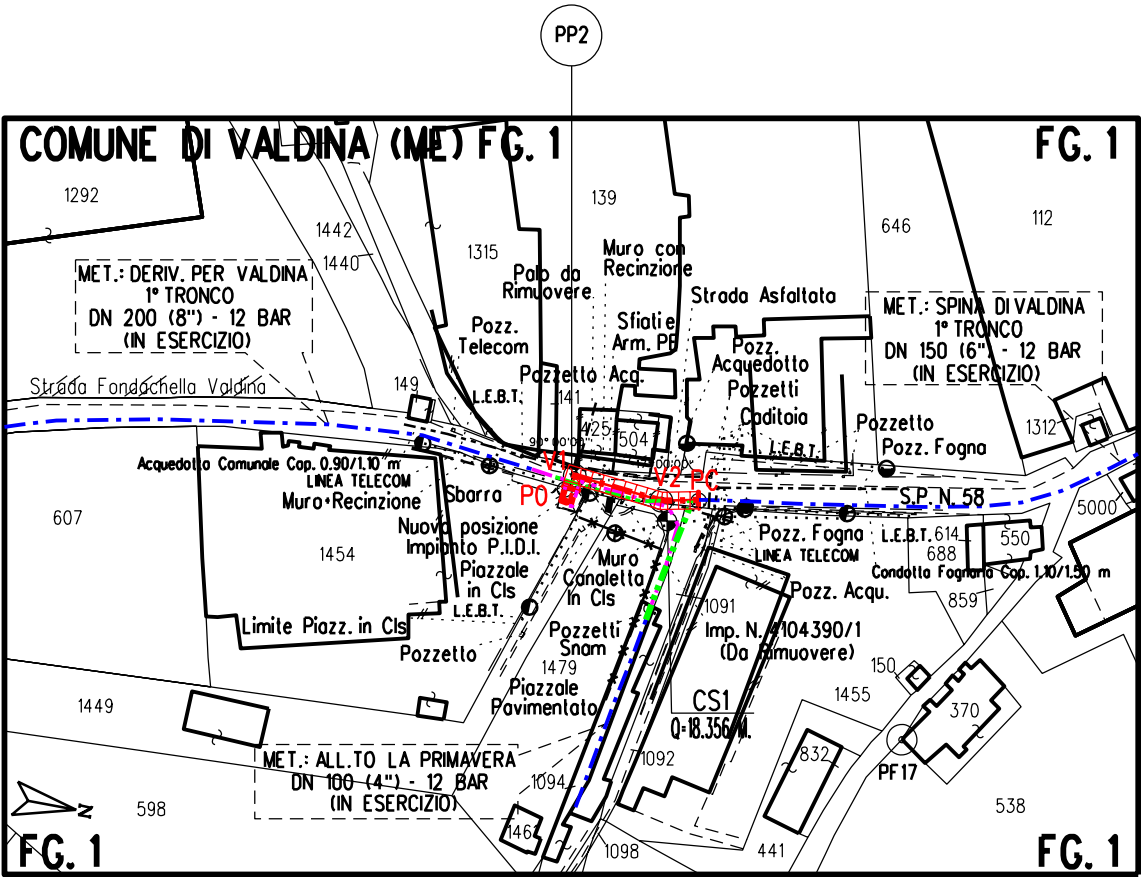 PP2
COMUNE DI VALDINA (ME) FG. 1
FG. 1
1292
139
646
112
1442
1440
1315
Muro con
Recinzione
Palo da
Rimuovere
MET.: DERIV. PER VALDINA
1° TRONCO
DN 200 (8") - 12 BAR
(IN ESERCIZIO)
Strada Asfaltata
MET.: SPINA DI VALDINA
1° TRONCO
DN 150 (6") - 12 BAR
(IN ESERCIZIO)
Pozz.
Telecom
Sfiati e
Arm. PE
Pozz.
Acquedotto
Pozzetto Acq.
Pozzetti
Strada Fondachella Valdina
149
L.E.B.T.
141
1425
504
Caditoia
Pozzetto
1312
L.E.B.T.
Pozz. Fogna
90° 00'00"
Acquedotto Comunale Cap. 0.90/1.10 m
LINEA TELECOM
Muro+Recinzione
Sbarra
V1
V2
PC
P0
S.P. N. 58
5000
607
Nuova posizione
Impianto P.I.D.I.
1454
Pozz. Fogna
LINEA TELECOM
L.E.B.T.
614
688
550
Muro
Canaletta
In Cls
Piazzale
in Cls
L.E.B.T.
Condotta Fognaria Cap. 1.10/1.50 m
Pozz. Acqu.
859
1091
Limite Piazz. in Cls
Pozzetti
Snam
Imp. N. 4104390/1
(Da Rimuovere)
Pozzetto
1479
150
1449
Piazzale
Pavimentato
CS1
Q=18.356 M.
1455
370
MET.: ALL.TO LA PRIMAVERA
DN 100 (4") - 12 BAR
(IN ESERCIZIO)
1094
1092
832
PF17
598
N
538
146
1098
441
FG. 1
FG. 1